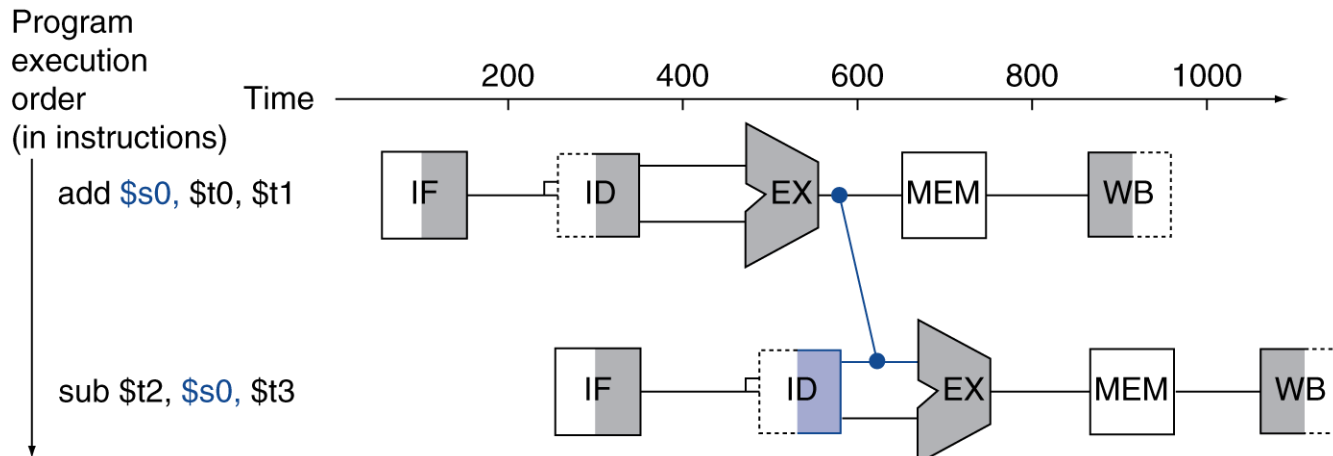 Program
execution
order
(in instructions)
Time
200 400 600 800 1000
add $s0, $t0, $t1
IF ID EX MEM WB
sub $t2, $s0, $t3
IF ID EX MEM WB